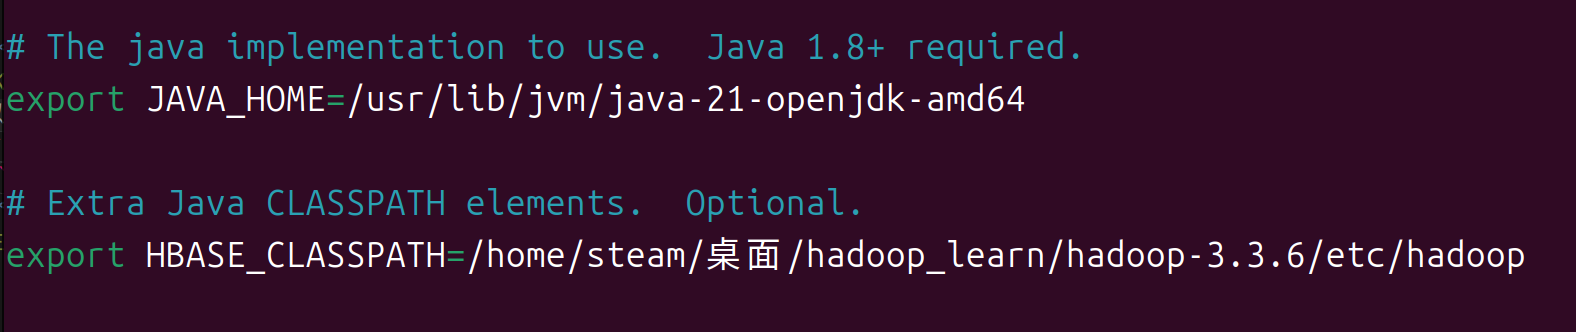 # The java implementation to use.  Java 1.8+ required.
export JAVA_HOME=/usr/lib/jvm/java-21-openjdk-amd64
# Extra Java CLASSPATH elements.  Optional.
export HBASE_CLASSPATH=/home/steam/桌面/hadoop_learn/hadoop-3.3.6/etc/hadoop